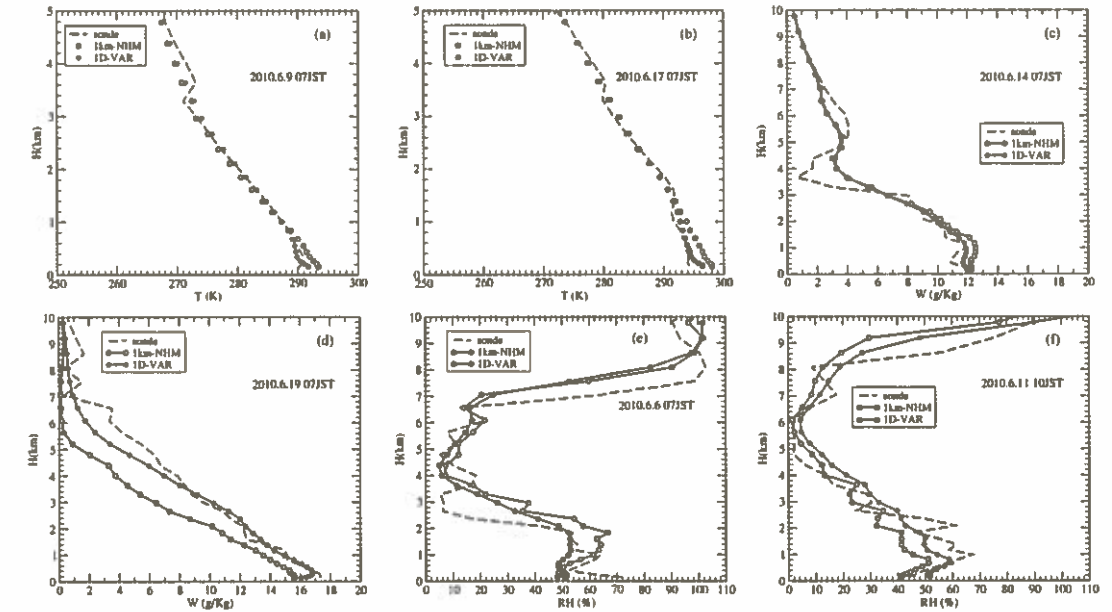 5
4
3
2
1
0
H(km)
sonde
1km-NHM
1D-VAR
(a)
2010.6.9 07JST
250 260 270 280 290 300
T (K)
5
4
3
2
1
0
H(km)
sonde
1km-NHM
1D-VAR
(b)
2010.6.17 07JST
250 260 270 280 290 300
T (K)
10
9
8
7
6
5
4
3
2
1
0
H(km)
(c)
2010.6.14 07JST
sonde
1km-NHM
1D-VAR
0 2 4 6 8 10 12 14 16 18 20
W (g/Kg)
10
9
8
7
6
5
4
3
2
1
0
H(km)
sonde
1km-NHM
1D-VAR
(d)
2010.6.19 07JST
0 2 4 6 8 10 12 14 16 18 20
W (g/Kg)
10
9
8
7
6
5
4
3
2
1
0
H(km)
sonde
1km-NHM
1D-VAR
(e)
2010.6.6 07JST
0 10 20 30 40 50 60 70 80 90 100 110
RH (%)
10
9
8
7
6
5
4
3
2
1
0
H(km)
(f)
2010.6.11 10JST
sonde
1km-NHM
1D-VAR
0 10 20 30 40 50 60 70 80 90 100 110
RH (%)